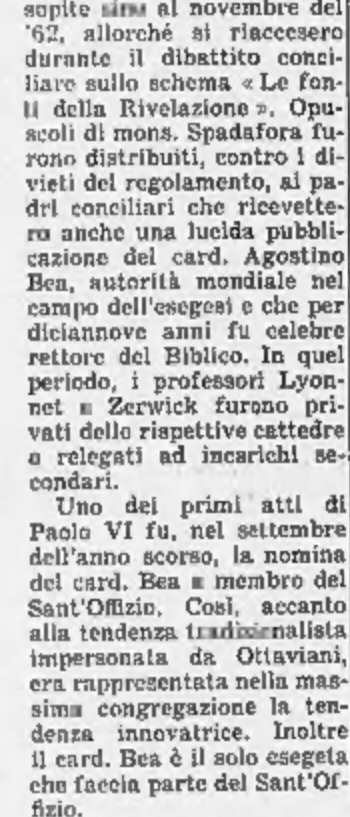 sopite sino al novembre del
'62, allorché si riaccesero
durante il dibattito conci-
liare sullo schema « Le fon-
ti della Rivelazione ». Opu-
scoli di mons. Spadafora fu-
rono distribuiti, contro i di-
vieti del regolamento, ai pa-
dri conciliari che ricevette-
ro anche una lucida pubbli-
cazione del card. Agostino
Bea, autorità mondiale nel
campo dell'esegesi e che per
diciannove anni fu celebre
rettore del Biblico. In quel
periodo, i professori Lyon-
net e Zerwick furono pri-
vati delle rispettive cattedre
e relegati ad incarichi se-
condari.
Uno dei primi atti di
Paolo VI fu, nel settembre
dell'anno scorso, la nomina
del card. Bea a membro del
Sant'Offizio. Così, accanto
alla tendenza tradizionalista
impersonata da Ottaviani,
era rappresentata nella mas-
sima congregazione la ten-
denza innovatrice. Inoltre
il card. Bea è il solo esegeta
che faccia parte del Sant'Of-
fizio.